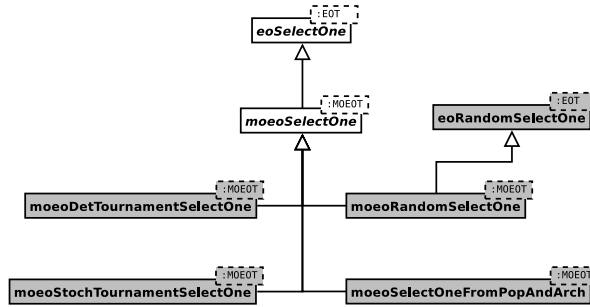 :EOT
eoSelectOne
:MOEOT
moeoSelectOne
:EOT
eoRandomSelectOne
:MOEOT
moeoDetTournamentSelectOne
:MOEOT
moeoRandomSelectOne
:MOEOT
moeoStochTournamentSelectOne
:MOEOT
moeoSelectOneFromPopAndArch